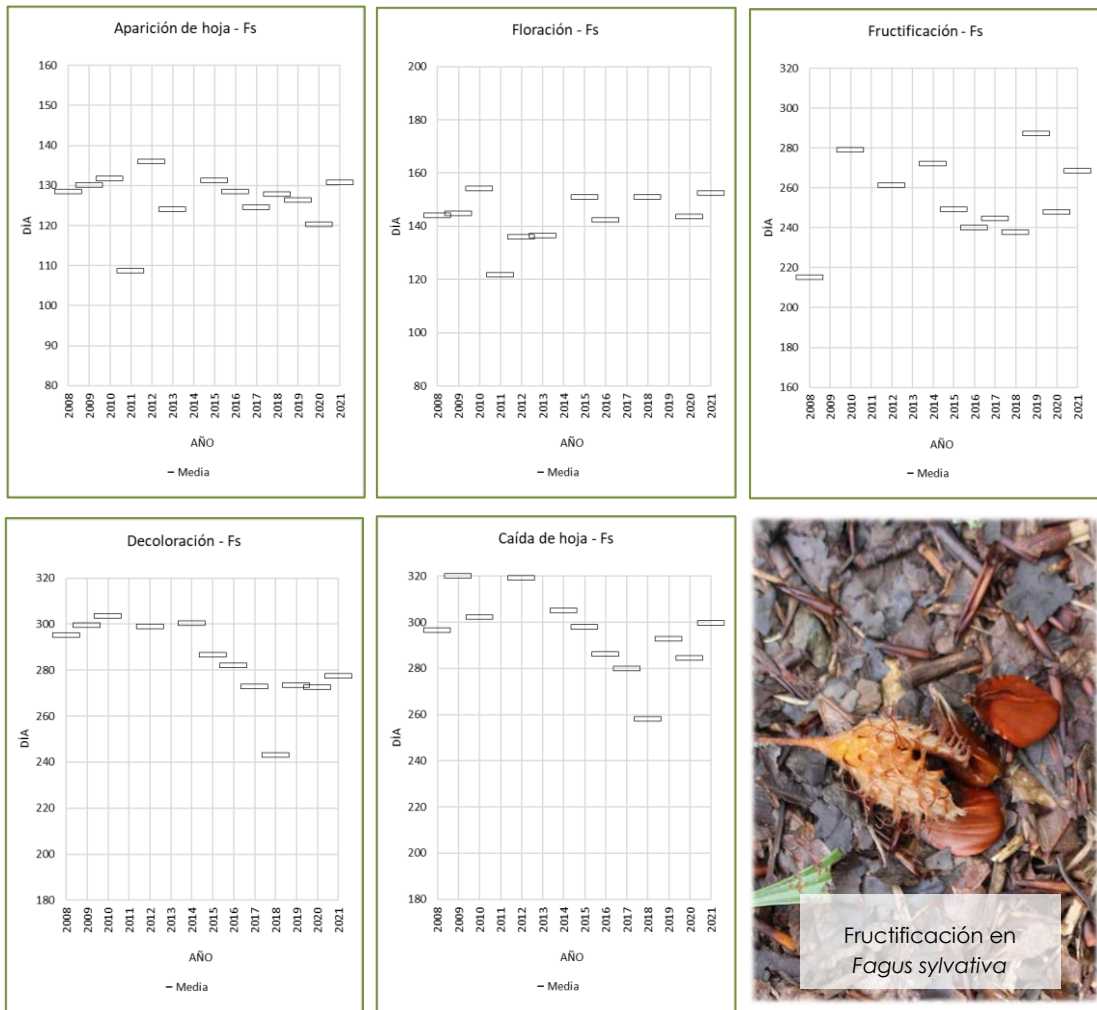 Aparición de hoja - Fs
160
150
140
130
120
110
100
90
80
DÍA
2008 2009 2010 2011 2012 2013 2014 2015 2016 2017 2018 2019 2020 2021
AÑO
Media
Floración - Fs
200
180
160
140
120
100
80
DÍA
2008 2009 2010 2011 2012 2013 2014 2015 2016 2017 2018 2019 2020 2021
AÑO
Media
Fructificación - Fs
320
300
280
260
240
220
200
180
160
DÍA
2008 2009 2010 2011 2012 2013 2014 2015 2016 2017 2018 2019 2020 2021
AÑO
Media
Decoloración - Fs
320
300
280
260
240
220
200
180
DÍA
2008 2009 2010 2011 2012 2013 2014 2015 2016 2017 2018 2019 2020 2021
AÑO
Media
Caída de hoja - Fs
320
300
280
260
240
220
200
180
DÍA
2008 2009 2010 2011 2012 2013 2014 2015 2016 2017 2018 2019 2020 2021
AÑO
Media
Fructificación en
Fagus sylvativa